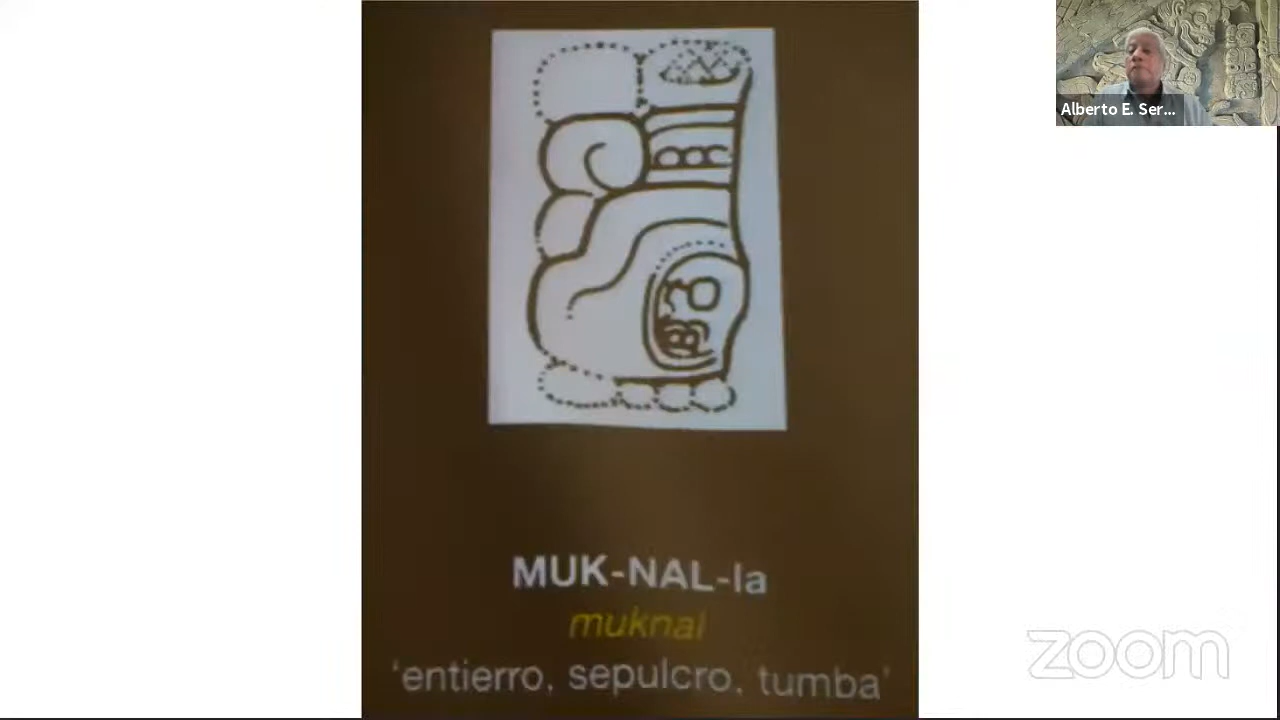 Alberto E. Ser...
MUK-NAL-la
muknal
‘entierro, sepulcro, tumba’
zoom